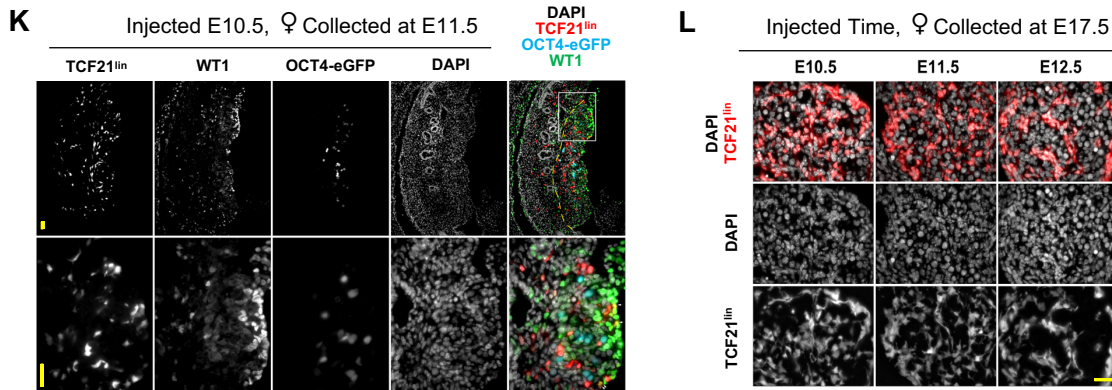 K
Injected E10.5, ♀ Collected at E11.5
DAPI
TCF21lin
OCT4-eGFP
WT1
TCF21lin
WT1
OCT4-eGFP
DAPI
L
Injected Time, ♀ Collected at E17.5
E10.5
E11.5
E12.5
DAPI
TCF21lin
DAPI
TCF21lin